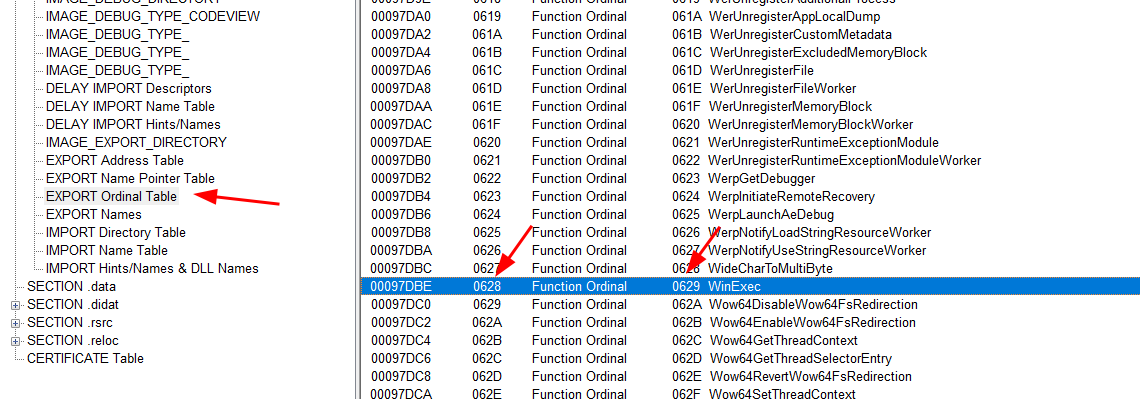 IMAGE_DEBUG_DIRECTORY
IMAGE_DEBUG_TYPE_CODEVIEW
IMAGE_DEBUG_TYPE_
IMAGE_DEBUG_TYPE_
IMAGE_DEBUG_TYPE_
DELAY IMPORT Descriptors
DELAY IMPORT Name Table
DELAY IMPORT Hints/Names
IMAGE_EXPORT_DIRECTORY
EXPORT Address Table
EXPORT Name Pointer Table
EXPORT Ordinal Table
EXPORT Names
IMPORT Directory Table
IMPORT Name Table
IMPORT Hints/Names & DLL Names
SECTION .data
SECTION .didat
SECTION .rsrc
SECTION .reloc
CERTIFICATE Table
00097DA0 0619 Function Ordinal 061A WerUnregisterAppLocalDump
00097DA2 061A Function Ordinal 061B WerUnregisterCustomMetadata
00097DA4 061B Function Ordinal 061C WerUnregisterExcludedMemoryBlock
00097DA6 061C Function Ordinal 061D WerUnregisterFile
00097DA8 061D Function Ordinal 061E WerUnregisterFileWorker
00097DAA 061E Function Ordinal 061F WerUnregisterMemoryBlock
00097DAC 061F Function Ordinal 0620 WerUnregisterMemoryBlockWorker
00097DAE 0620 Function Ordinal 0621 WerUnregisterRuntimeExceptionModule
00097DB0 0621 Function Ordinal 0622 WerUnregisterRuntimeExceptionModuleWorker
00097DB2 0622 Function Ordinal 0623 WerpGetDebugger
00097DB4 0623 Function Ordinal 0624 WerpInitiateRemoteRecovery
00097DB6 0624 Function Ordinal 0625 WerpLaunchAeDebug
00097DB8 0625 Function Ordinal 0626 WerpNotifyLoadStringResourceWorker
00097DBA 0626 Function Ordinal 0627 WerpNotifyUseStringResourceWorker
00097DBC 0627 Function Ordinal 0628 WideCharToMultiByte
00097DBE 0628 Function Ordinal 0629 WinExec
00097DC0 0629 Function Ordinal 062A Wow64DisableWow64FsRedirection
00097DC2 062A Function Ordinal 062B Wow64EnableWow64FsRedirection
00097DC4 062B Function Ordinal 062C Wow64GetThreadContext
00097DC6 062C Function Ordinal 062D Wow64GetThreadSelectorEntry
00097DC8 062D Function Ordinal 062E Wow64RevertWow64FsRedirection
00097DCA 062E Function Ordinal 062F Wow64SetThreadContext